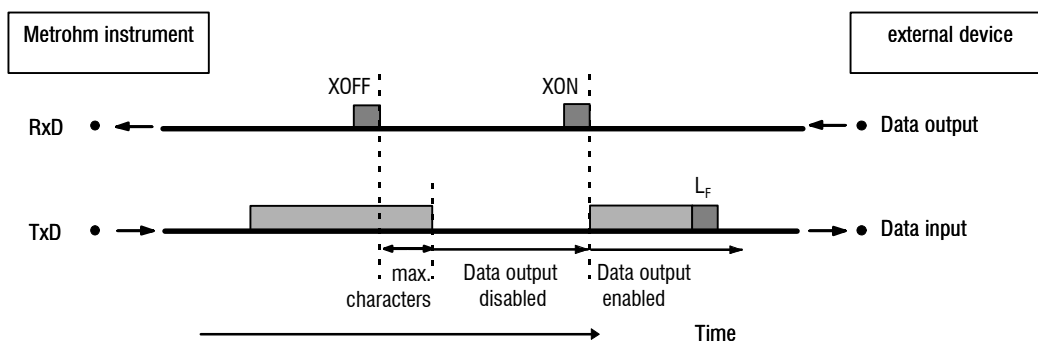 Metrohm instrument
external device
XOFF
XON
RxD
Data output
L_F
TxD
Data input
max.
characters
Data output
disabled
Data output
enabled
Time